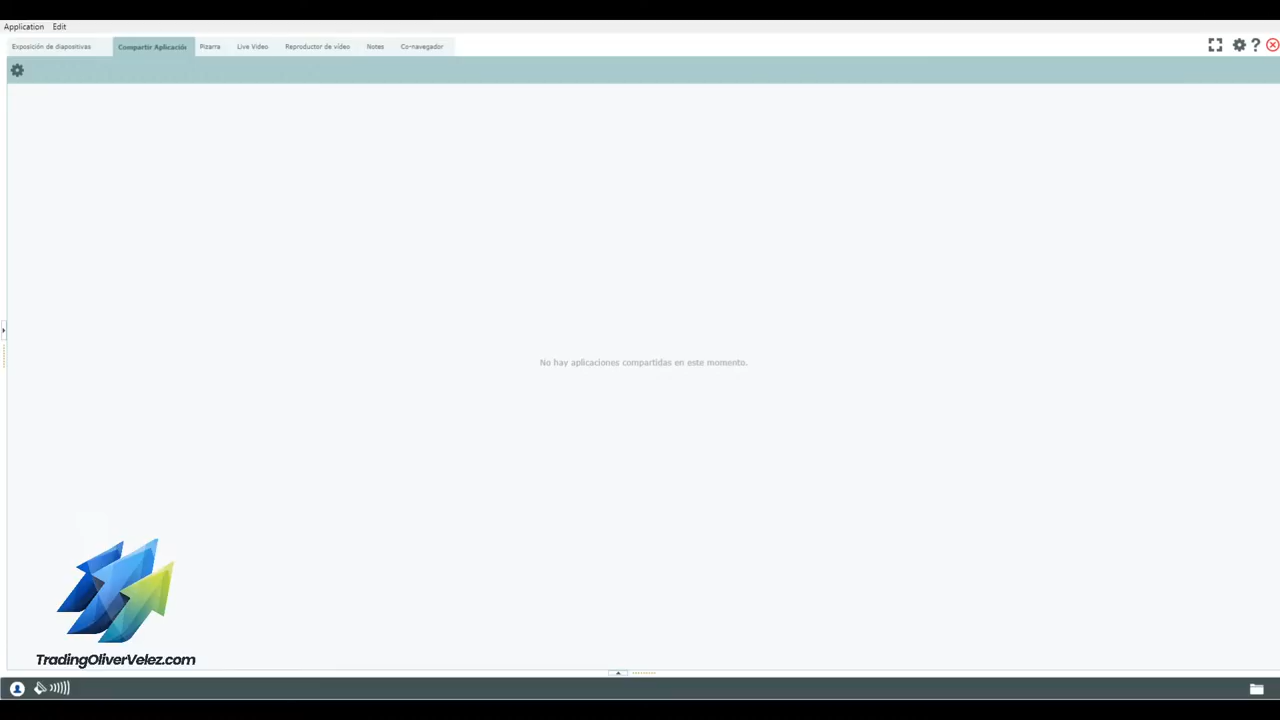 Application Edit
Exposición de diapositivas Compartir Aplicación Pizarra Live Video Reproductor de vídeo Notes Co-navegador
No hay aplicaciones compartidas en este momento.
TradingOliverVelez.com